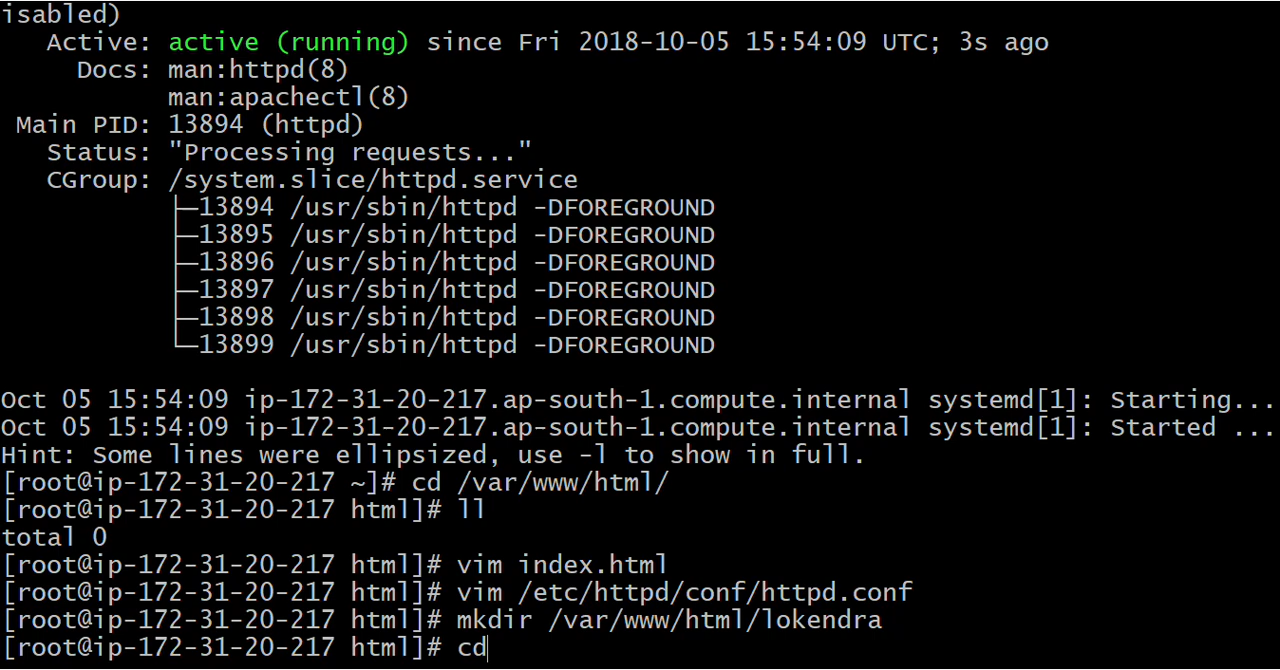 isabled)
   Active: active (running) since Fri 2018-10-05 15:54:09 UTC; 3s ago
     Docs: man:httpd(8)
           man:apachectl(8)
 Main PID: 13894 (httpd)
   Status: "Processing requests..."
   CGroup: /system.slice/httpd.service
           ├─13894 /usr/sbin/httpd -DFOREGROUND
           ├─13895 /usr/sbin/httpd -DFOREGROUND
           ├─13896 /usr/sbin/httpd -DFOREGROUND
           ├─13897 /usr/sbin/httpd -DFOREGROUND
           ├─13898 /usr/sbin/httpd -DFOREGROUND
           └─13899 /usr/sbin/httpd -DFOREGROUND

Oct 05 15:54:09 ip-172-31-20-217.ap-south-1.compute.internal systemd[1]: Starting...
Oct 05 15:54:09 ip-172-31-20-217.ap-south-1.compute.internal systemd[1]: Started ...
Hint: Some lines were ellipsized, use -l to show in full.
[root@ip-172-31-20-217 ~]# cd /var/www/html/
[root@ip-172-31-20-217 html]# ll
total 0
[root@ip-172-31-20-217 html]# vim index.html
[root@ip-172-31-20-217 html]# vim /etc/httpd/conf/httpd.conf
[root@ip-172-31-20-217 html]# mkdir /var/www/html/lokendra
[root@ip-172-31-20-217 html]# cd